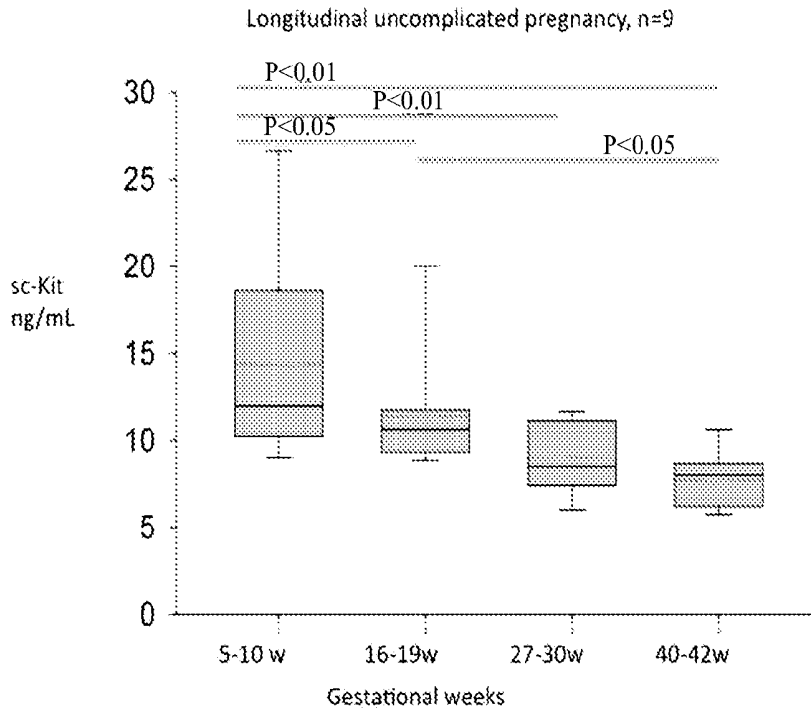 Longitudinal uncomplicated pregnancy, n=9
P<0.01
P<0.01
P<0.05
P<0.05
30
25
20
15
10
5
0
sc-Kit
ng/mL
5-10 w 16-19w 27-30w 40-42w
Gestational weeks